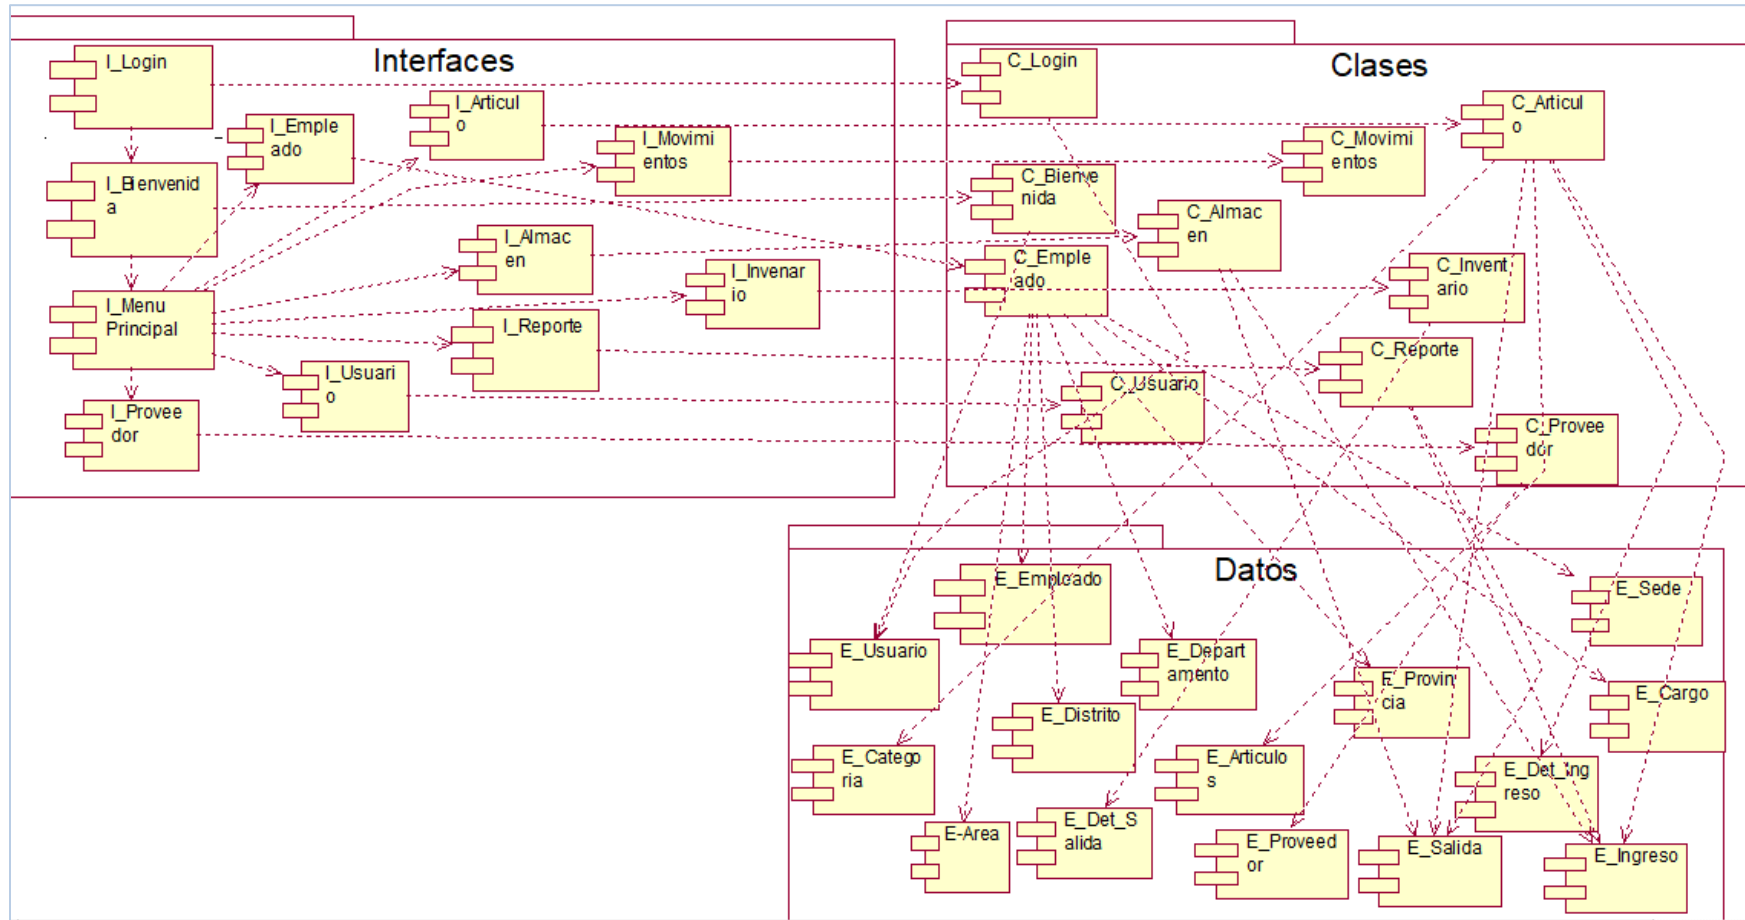 Interfaces
I_Login
I_Articul
o
I_Emple
ado
I_Movimi
entos
I_Bienvenid
a
I_Almac
en
I_Invenar
io
I_Menu
Principal
I_Reporte
I_Usuari
o
I_Provee
dor
Clases
C_Login
C_Articul
o
C_Movimi
entos
C_Bienve
nida
C_Almac
en
C_Emple
ado
C_Invent
ario
C_Reporte
C_Usuario
C_Provee
dor
Datos
E_Empleado
E_Sede
E_Usuario
E_Depart
amento
E_Provin
cia
E_Cargo
E_Distrito
E_Catego
ria
E_Articulo
s
E_Det_Ing
reso
E-Area
E_Det_S
alida
E_Proveed
or
E_Salida
E_Ingreso